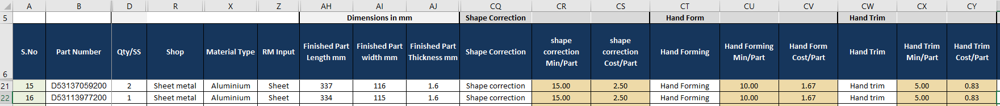 A B D R X Z AH AI AJ CQ CR CS CT CU CV CW CX CY
5 Dimensions in mm Shape Correction Hand Form Hand Trim
6 S.No Part Number Qty/SS Shop Material Type RM Input Finished Part Length mm Finished Part width mm Finished Part Thickness mm Shape Correction shape correction Min/Part shape correction Cost/Part Hand Forming Hand Forming Min/Part Hand Form Cost/Part Hand Trim Hand Trim Min/Part Hand Trim Cost/Part
21 15 D53137059200 2 Sheet metal Aluminium Sheet 337 116 1.6 Shape correction 15.00 2.50 Hand Forming 10.00 1.67 Hand trim 5.00 0.83
22 16 D53113977200 1 Sheet metal Aluminium Sheet 334 115 1.6 Shape correction 15.00 2.50 Hand Forming 10.00 1.67 Hand trim 5.00 0.83